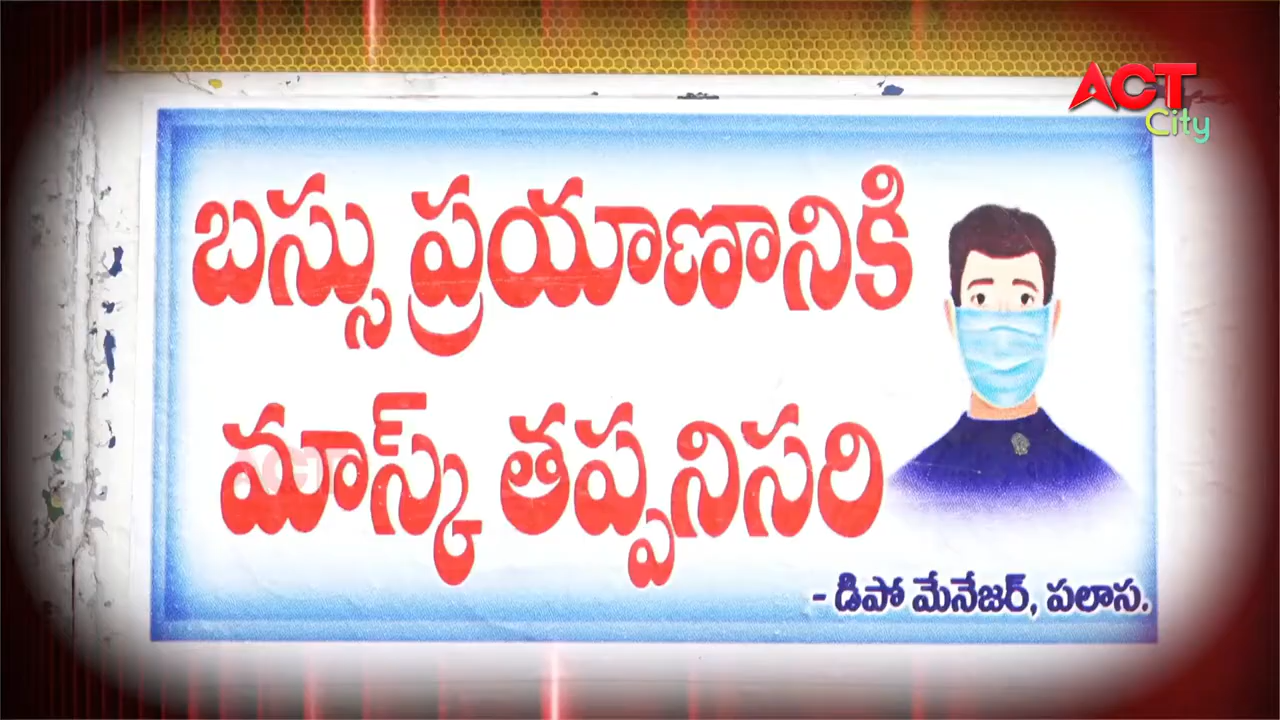 ACT
City
బస్సు ప్రయాణానికి
మాస్క్ తప్పనిసరి
- డిపో మేనేజర్, పలాస.